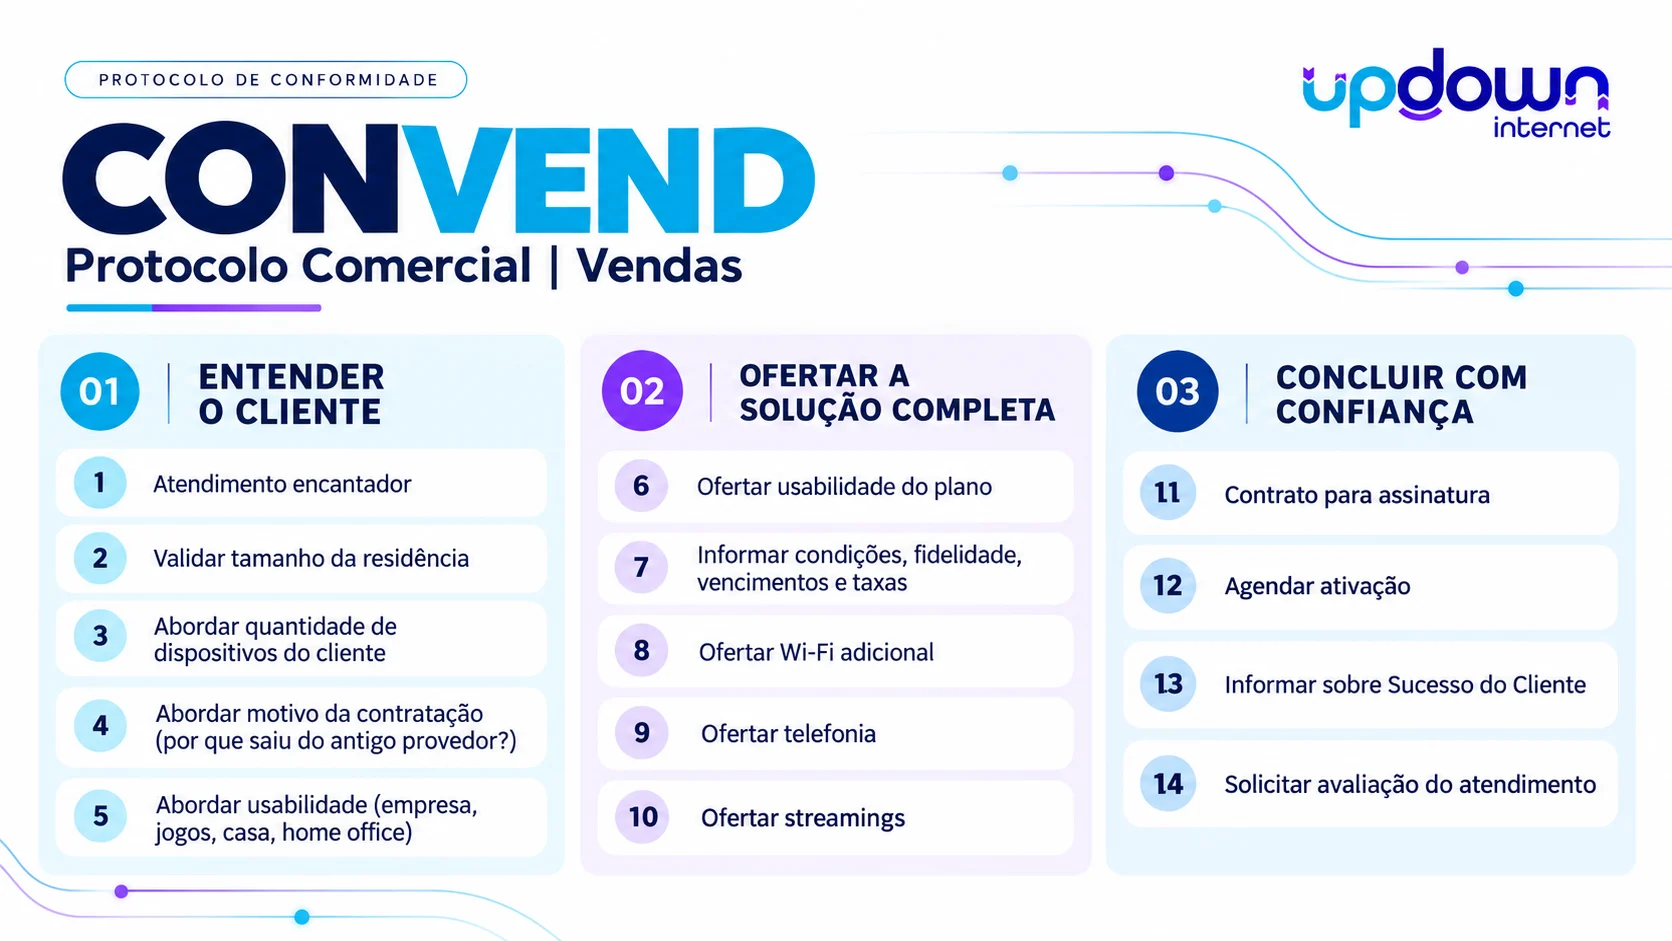 PROTOCOLO DE CONFORMIDADE
updown
internet
CONVEND
Protocolo Comercial | Vendas
01
ENTENDER
O CLIENTE
1
Atendimento encantador
2
Validar tamanho da residência
3
Abordar quantidade de
dispositivos do cliente
4
Abordar motivo da contratação
(por que saiu do antigo provedor?)
5
Abordar usabilidade (empresa,
jogos, casa, home office)
02
OFERTAR A
SOLUÇÃO COMPLETA
6
Ofertar usabilidade do plano
7
Informar condições, fidelidade,
vencimentos e taxas
8
Ofertar Wi-Fi adicional
9
Ofertar telefonia
10
Ofertar streamings
03
CONCLUIR COM
CONFIANÇA
11
Contrato para assinatura
12
Agendar ativação
13
Informar sobre Sucesso do Cliente
14
Solicitar avaliação do atendimento